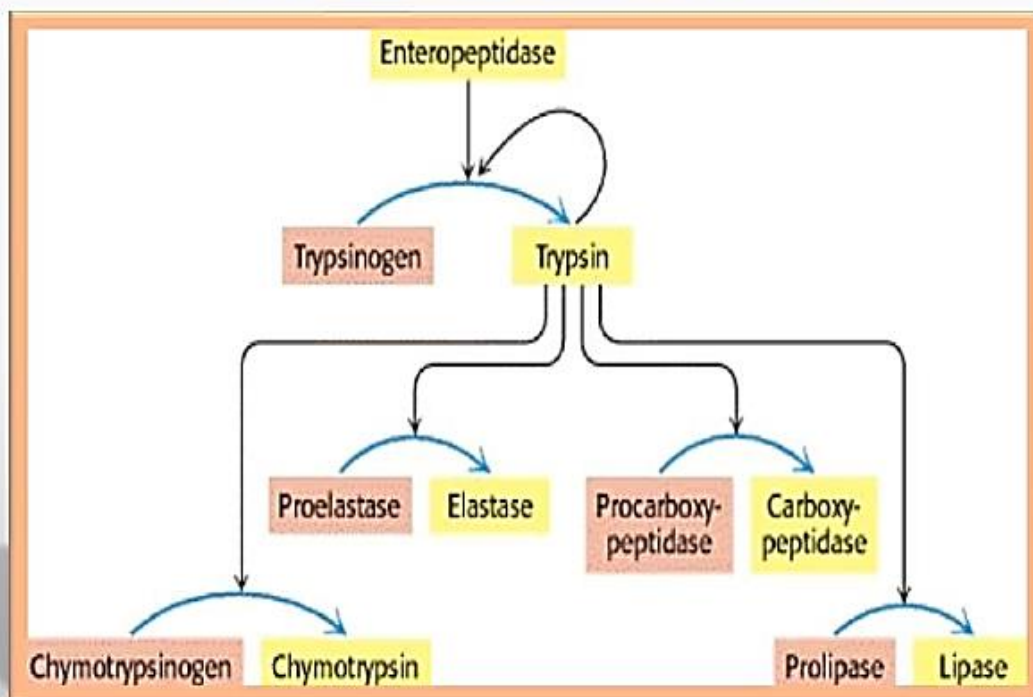 Enteropeptidase
Trypsinogen
Trypsin
Proelastase
Elastase
Procarboxy-
peptidase
Carboxy-
peptidase
Chymotrypsinogen
Chymotrypsin
Prolipase
Lipase